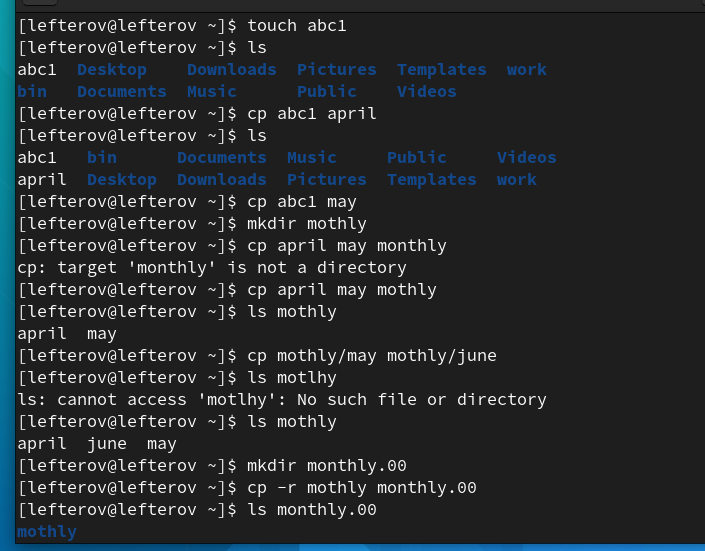 [lefterov@lefterov ~]$ touch abc1
[lefterov@lefterov ~]$ ls
abc1  Desktop    Downloads  Pictures  Templates  work
bin   Documents  Music      Public    Videos
[lefterov@lefterov ~]$ cp abc1 april
[lefterov@lefterov ~]$ ls
abc1   bin      Documents  Music     Public     Videos
april  Desktop  Downloads  Pictures  Templates  work
[lefterov@lefterov ~]$ cp abc1 may
[lefterov@lefterov ~]$ mkdir mothly
[lefterov@lefterov ~]$ cp april may monthly
cp: target 'monthly' is not a directory
[lefterov@lefterov ~]$ cp april may mothly
[lefterov@lefterov ~]$ ls mothly
april  may
[lefterov@lefterov ~]$ cp mothly/may mothly/june
[lefterov@lefterov ~]$ ls motlhy
ls: cannot access 'motlhy': No such file or directory
[lefterov@lefterov ~]$ ls mothly
april  june  may
[lefterov@lefterov ~]$ mkdir monthly.00
[lefterov@lefterov ~]$ cp -r mothly monthly.00
[lefterov@lefterov ~]$ ls monthly.00
mothly